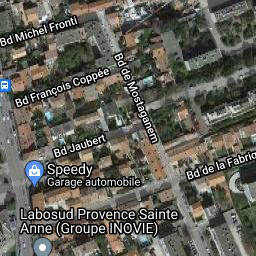 Bd Michel Fronti
Bd François Coppée
Bd de Mostaganem
Bd Jaubert
Bd de la Fabriq
Speedy
Garage automobile
Labosud Provence Sainte
Anne (Groupe INOVIE)